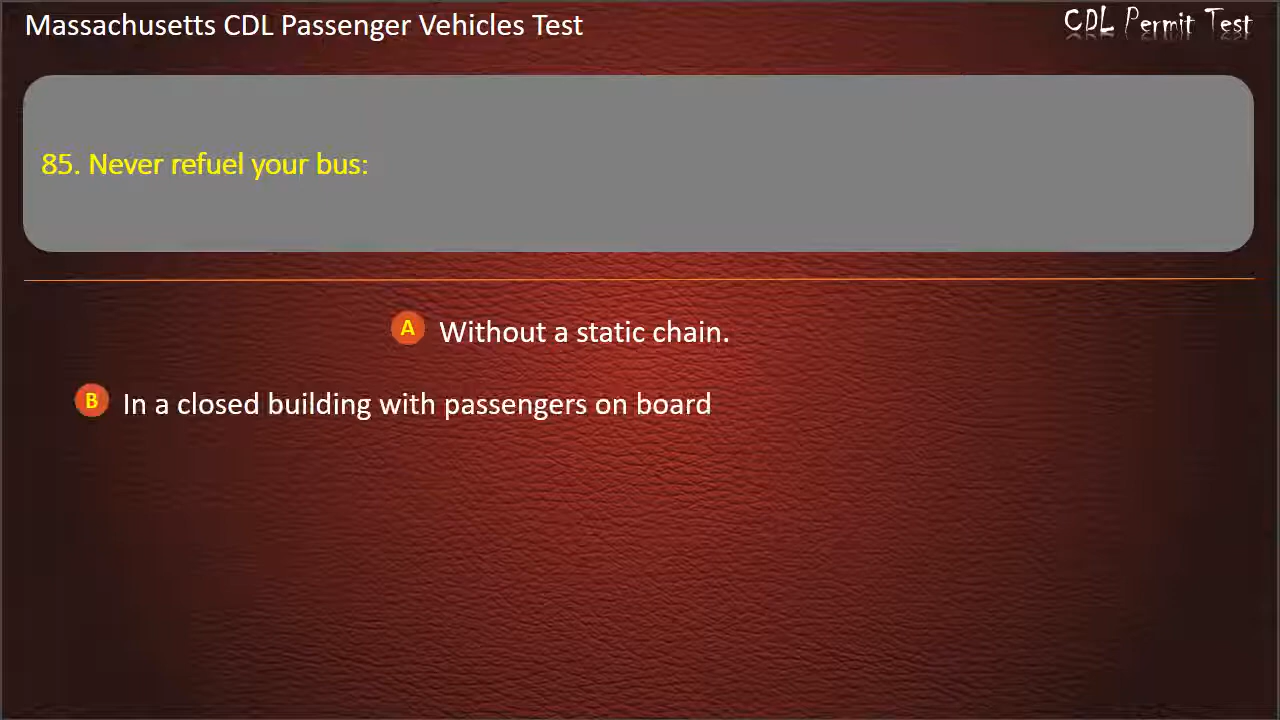 Massachusetts CDL Passenger Vehicles Test
CDL Permit Test
85. Never refuel your bus:
A Without a static chain.
B In a closed building with passengers on board